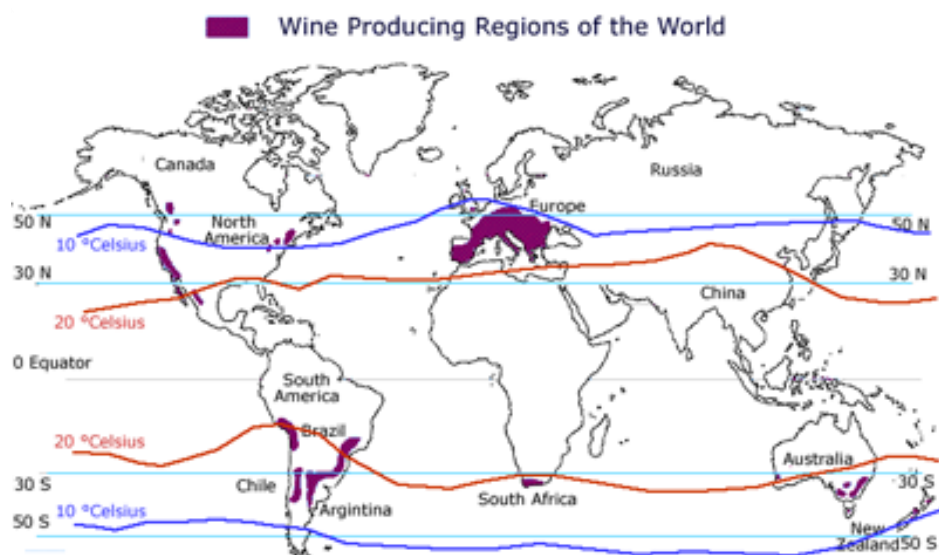 Wine Producing Regions of the World
Canada
Russia
Europe
50 N
North
America
50 N
10 °Celsius
30 N
30 N
China
20 °Celsius
0 Equator
South
America
Brazil
20 °Celsius
Australia
30 S
Chile
30 S
South Africa
Argintina
10 °Celsius
50 S
New
Zealand
50 S